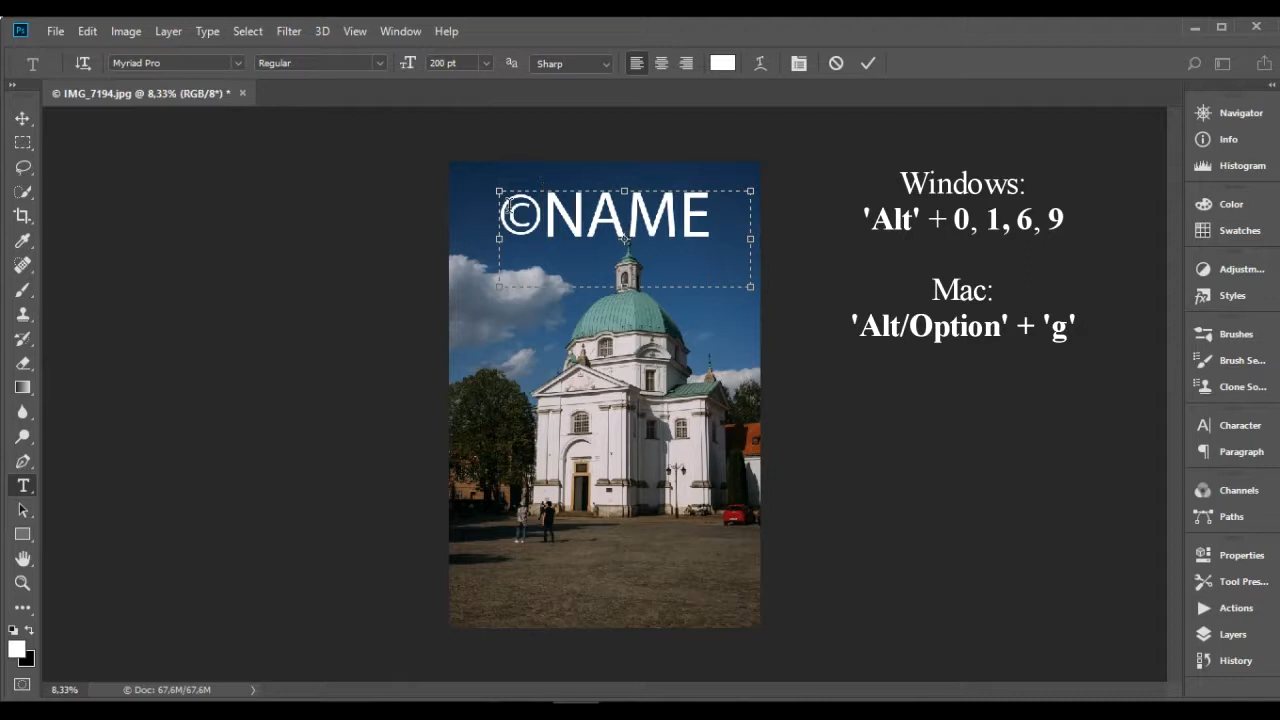 Ps File Edit Image Layer Type Select Filter 3D View Window Help
T T Myriad Pro Regular T 200 pt aa Sharp
© IMG_7194.jpg @ 8,33% (RGB/8*) * ×
Navigator
Info
Histogram
Color
Swatches
Adjustm...
Styles
Brushes
Brush Se...
Clone So...
Character
Paragraph
Channels
Paths
Properties
Tool Pres...
Actions
Layers
History
©NAME
Windows:
'Alt' + 0, 1, 6, 9
Mac:
'Alt/Option' + 'g'
8,33% © Doc: 67,6M/67,6M